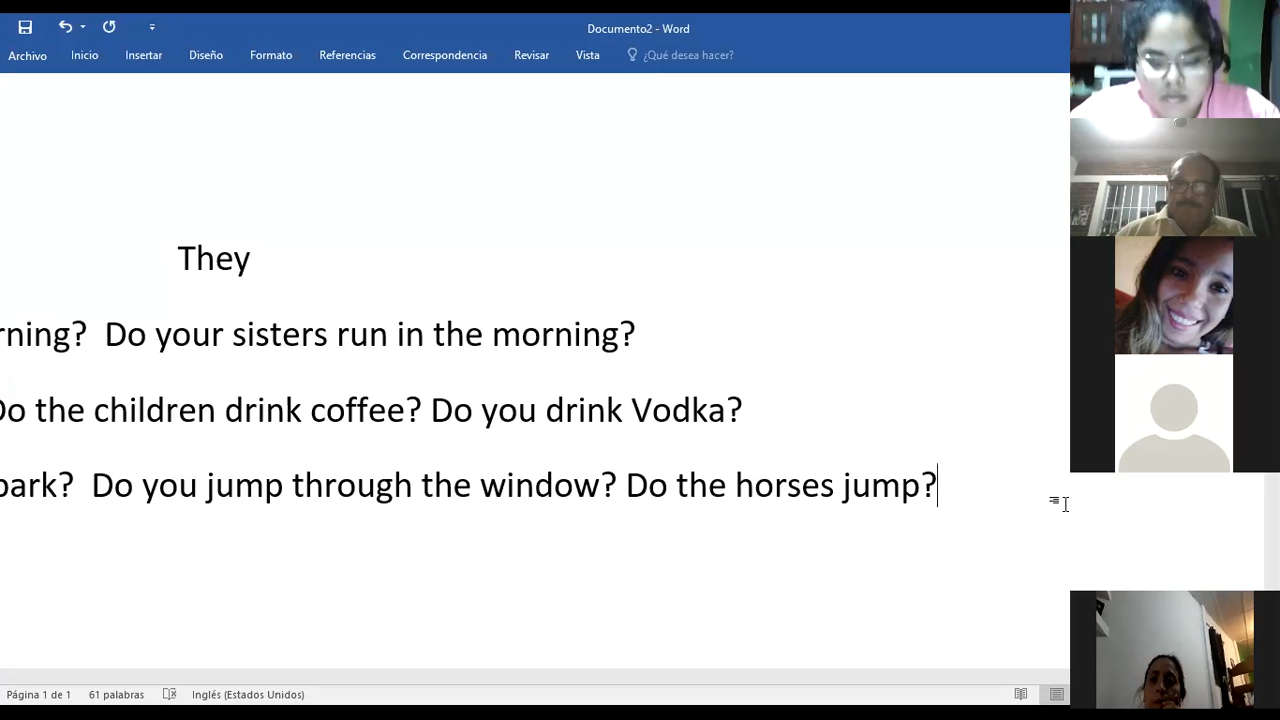 Documento2 - Word
Archivo Inicio Insertar Diseño Formato Referencias Correspondencia Revisar Vista ¿Qué desea hacer?
They
rning? Do your sisters run in the morning?
Do the children drink coffee? Do you drink Vodka?
park? Do you jump through the window? Do the horses jump?
Página 1 de 1 61 palabras Inglés (Estados Unidos)